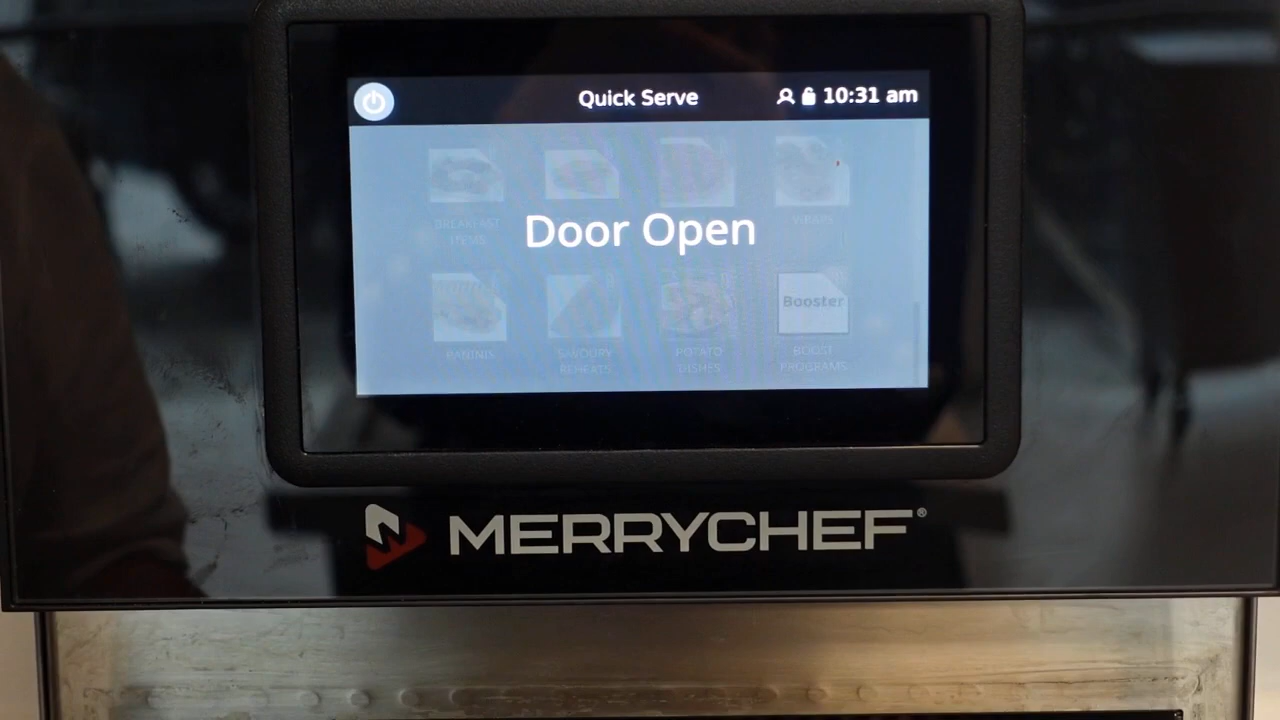 Quick Serve
10:31 am
BREAKFAST
ITEMS
WRAPS
Door Open
PANINIS
SAVOURY
REHEATS
POTATO
DISHES
Booster
BOOST
PROGRAMS
MERRYCHEF®